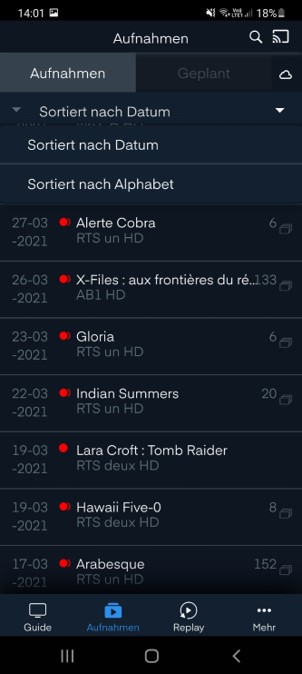 14:01 18%
Aufnahmen
Aufnahmen Geplant
Sortiert nach Datum
Sortiert nach Datum
Sortiert nach Alphabet
27-03 Alerte Cobra 6
-2021 RTS un HD
26-03 X-Files : aux frontières du ré...133
-2021 AB1 HD
23-03 Gloria 6
-2021 RTS un HD
22-03 Indian Summers 20
-2021 RTS un HD
19-03 Lara Croft : Tomb Raider
-2021 RTS deux HD
19-03 Hawaii Five-0 8
-2021 RTS deux HD
17-03 Arabesque 152
-2021 RTS un HD
Guide Aufnahmen Replay Mehr